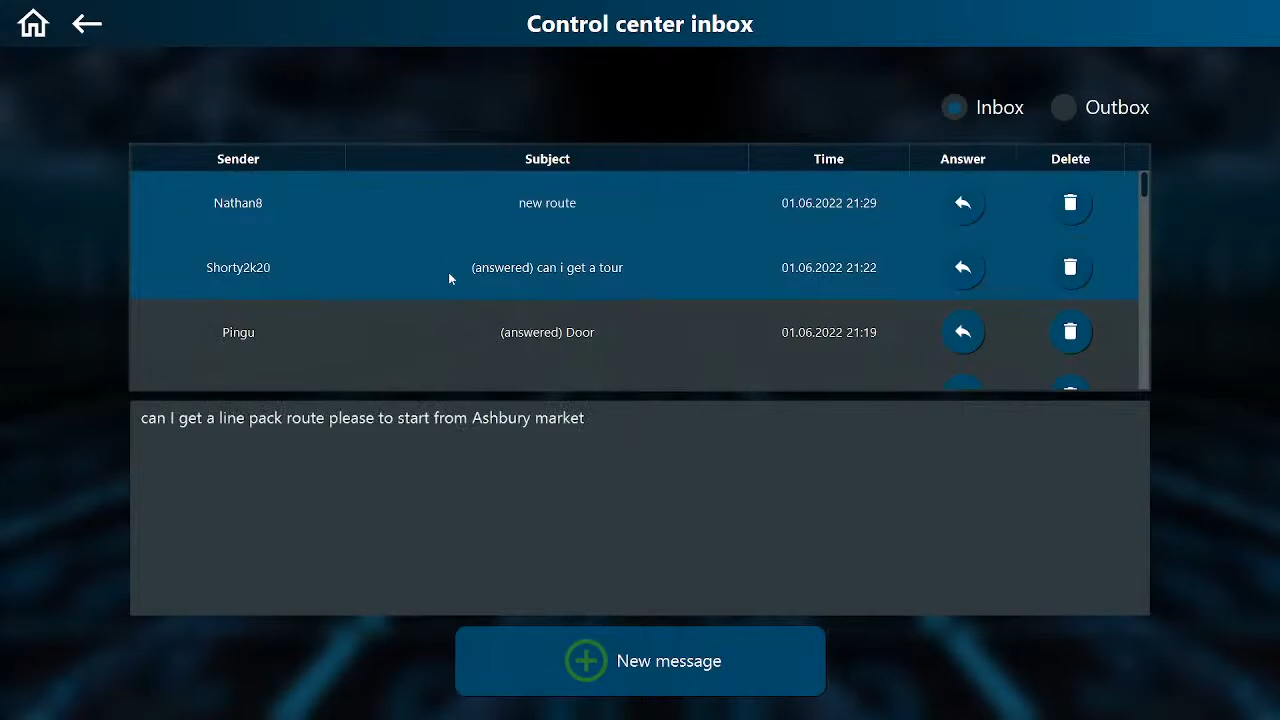 Control center inbox
Inbox Outbox
Sender Subject Time Answer Delete
Nathan8 new route 01.06.2022 21:29
Shorty2k20 (answered) can i get a tour 01.06.2022 21:22
Pingu (answered) Door 01.06.2022 21:19
can I get a line pack route please to start from Ashbury market
New message